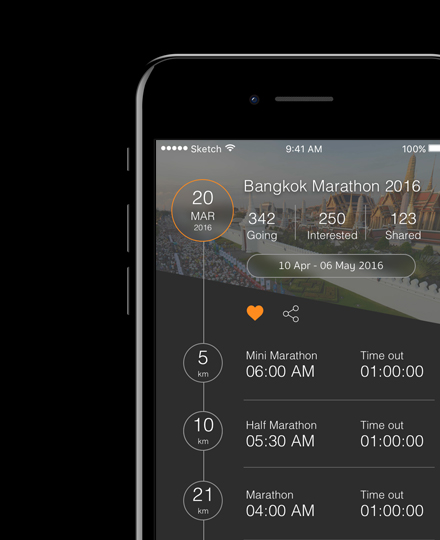 Sketch 9:41 AM 100%
20
MAR
2016
Bangkok Marathon 2016
342 250 123
Going Interested Shared
10 Apr - 06 May 2016
5
km
Mini Marathon Time out
06:00 AM 01:00:00
10
km
Half Marathon Time out
05:30 AM 01:00:00
21
km
Marathon Time out
04:00 AM 01:00:00